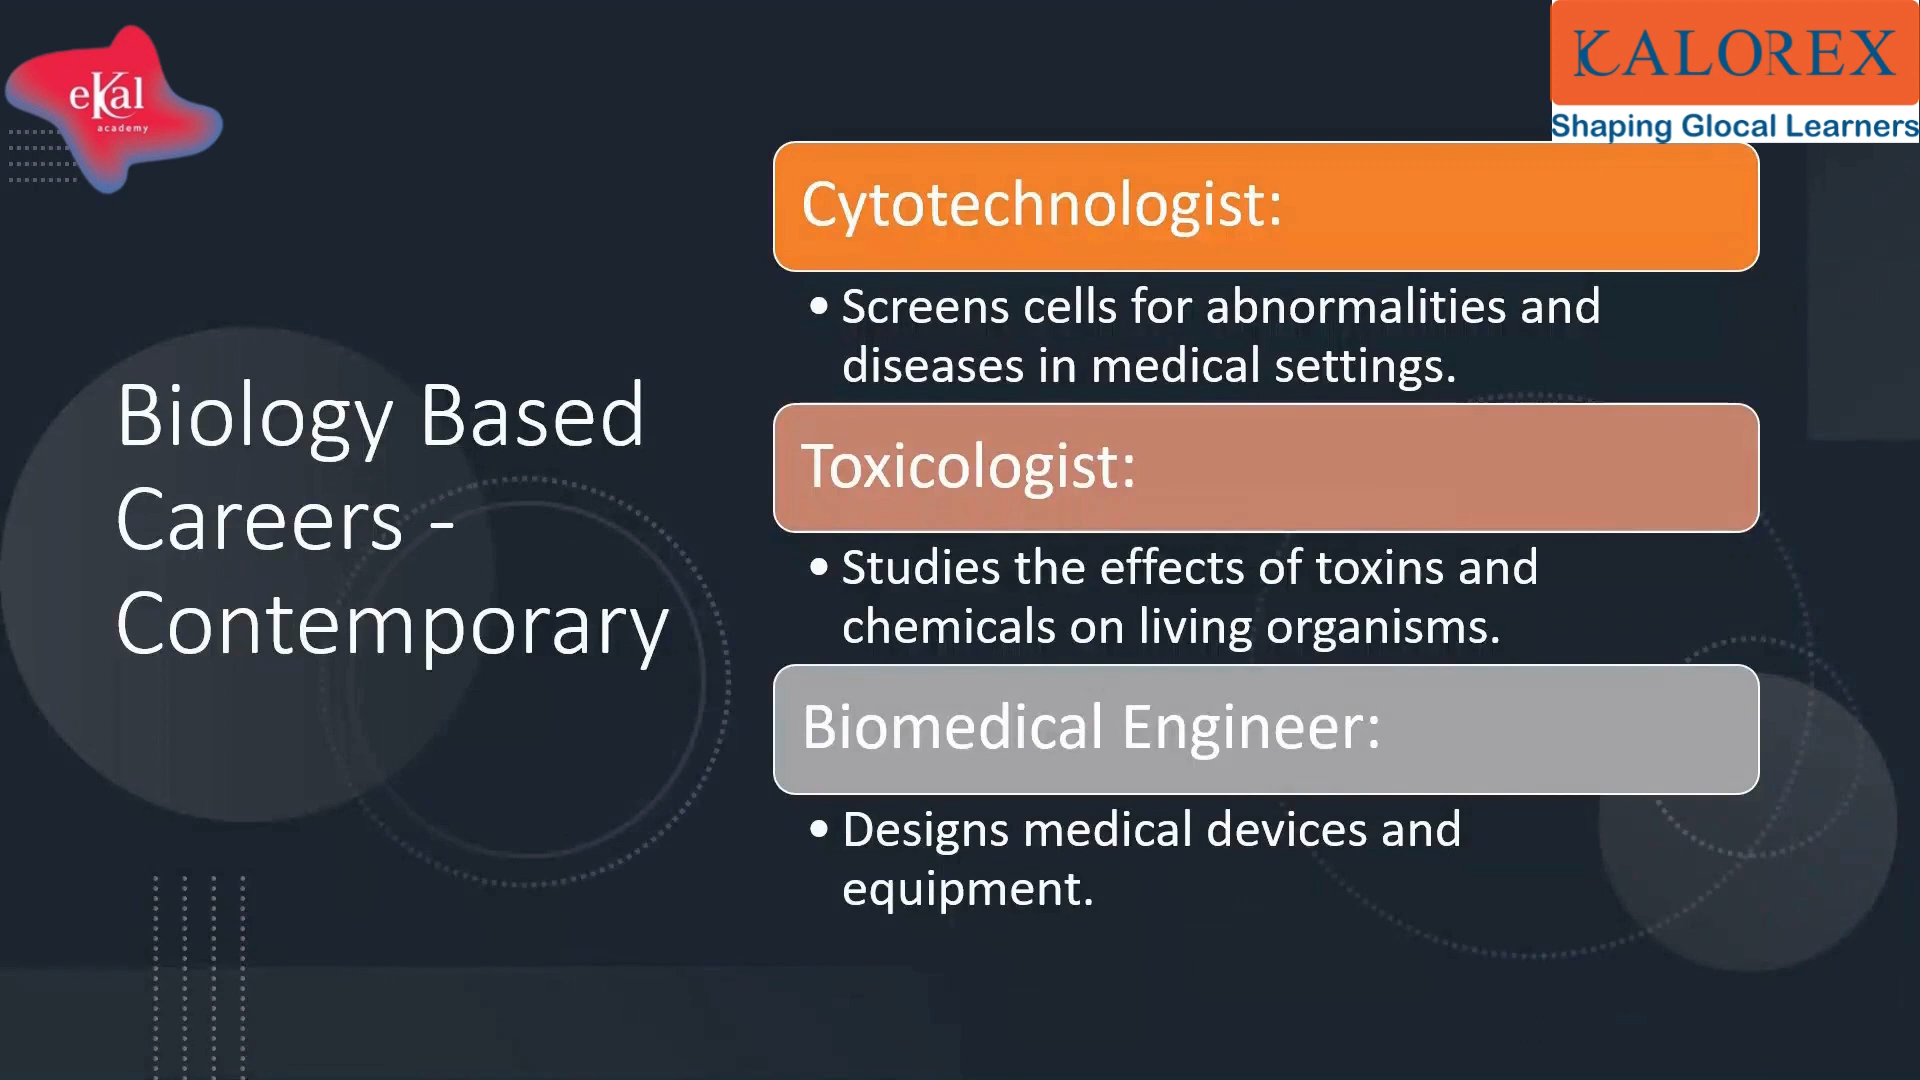 eKal
academy
KALOREX
Shaping Glocal Learners
Biology Based
Careers -
Contemporary
Cytotechnologist:
• Screens cells for abnormalities and
diseases in medical settings.
Toxicologist:
• Studies the effects of toxins and
chemicals on living organisms.
Biomedical Engineer:
• Designs medical devices and
equipment.